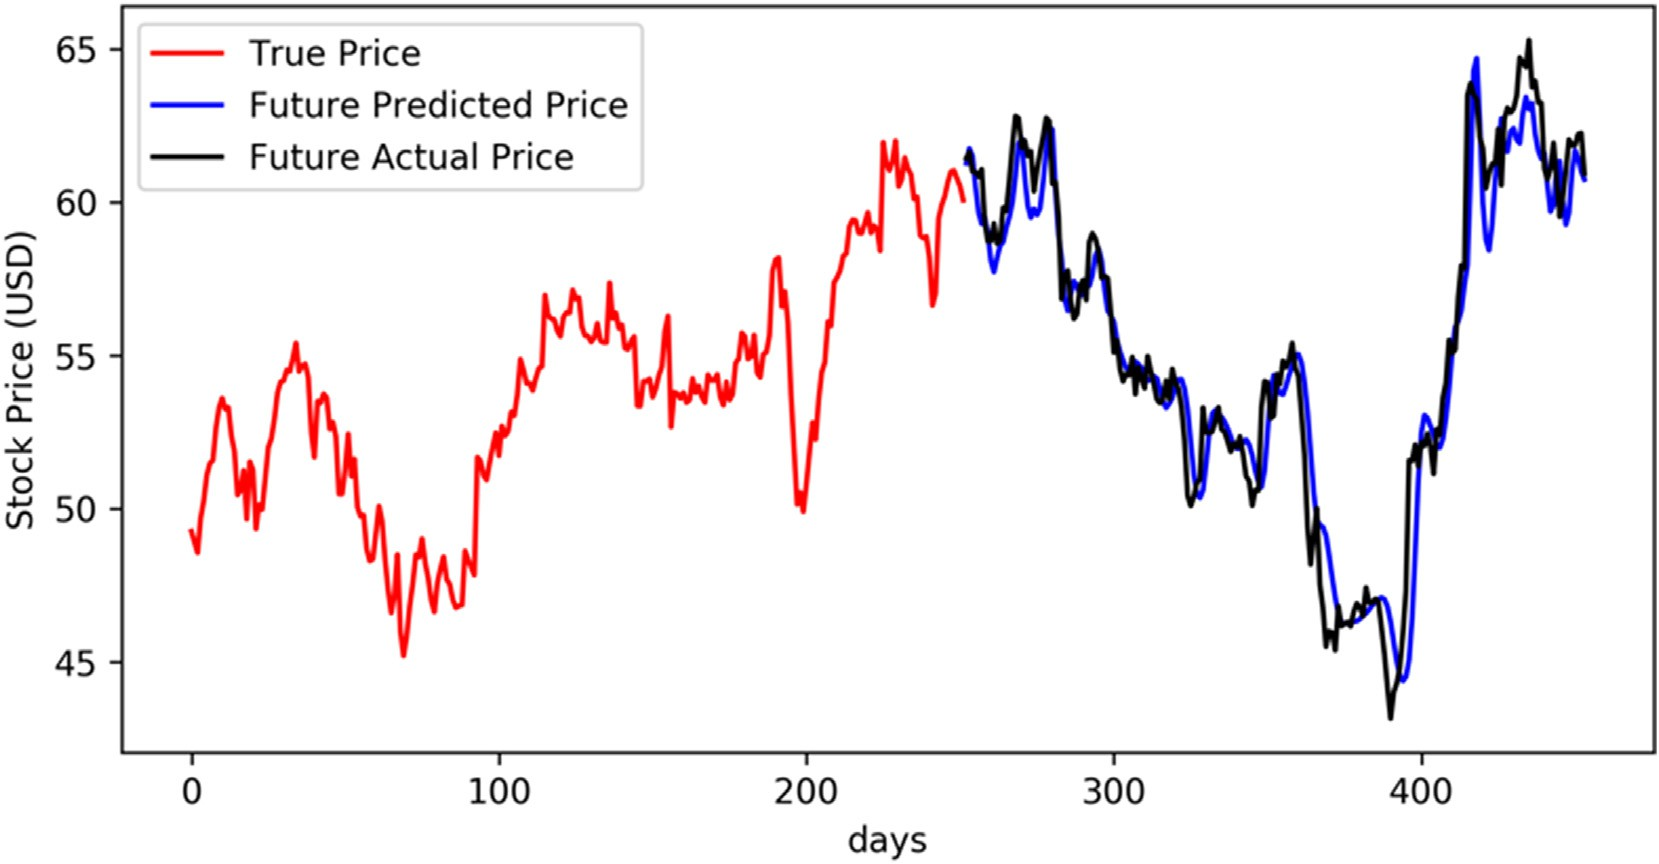 True Price
Future Predicted Price
Future Actual Price
Stock Price (USD)
65
60
55
50
45
0 100 200 300 400
days